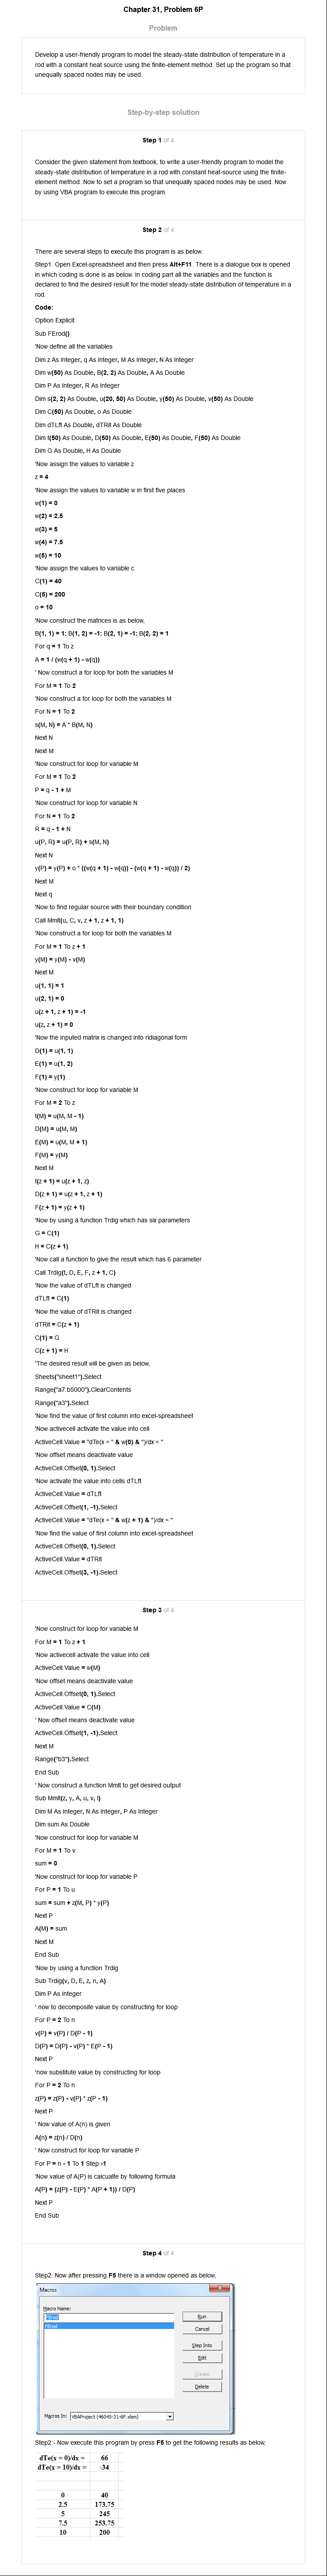 Chapter 31, Problem 6P
Problem
Develop a user-friendly program to model the steady-state distribution of temperature in a
rod with a constant heat source using the finite-element method. Set up the program so that
unequally spaced nodes may be used.
Step-by-step solution
Step 1 of 4
Consider the given statement from textbook, to write a user-friendly program to model the
steady-state distribution of temperature in a rod with constant heat-source using the finite-
element method. Now to set a program so that unequally spaced nodes may be used. Now
by using VBA program to execute this program.
Step 2 of 4
There are several steps to execute this program is as below.
Step1: Open Excel-spreadsheet and then press Alt+F11. There is a dialogue box is opened
in which coding is done is as below. In coding part all the variables and the function is
declared to find the desired result for the model steady-state distribution of temperature in a
rod.
Code:
Option Explicit
Sub FErod()
'Now define all the variables
Dim z As Integer, q As Integer, M As Integer, N As Integer
Dim w(50) As Double, B(2, 2) As Double, A As Double
Dim P As Integer, R As Integer
Dim s(2, 2) As Double, u(20, 50) As Double, y(50) As Double, v(50) As Double
Dim C(50) As Double, o As Double
Dim dTLft As Double, dTRit As Double
Dim t(50) As Double, D(50) As Double, E(50) As Double, F(50) As Double
Dim G As Double, H As Double
'Now assign the values to variable z
z = 4
'Now assign the values to variable w in first five places
w(1) = 0
w(2) = 2.5
w(3) = 5
w(4) = 7.5
w(5) = 10
'Now assign the values to variable c
C(1) = 40
C(5) = 200
o = 10
'Now construct the matrices is as below,
B(1, 1) = 1: B(1, 2) = -1: B(2, 1) = -1: B(2, 2) = 1
For q = 1 To z
A = 1 / (w(q + 1) - w(q))
' Now construct a for loop for both the variables M
For M = 1 To 2
'Now construct a for loop for both the variables M
For N = 1 To 2
s(M, N) = A * B(M, N)
Next N
Next M
'Now construct for loop for variable M
For M = 1 To 2
P = q - 1 + M
'Now construct for loop for variable N
For N = 1 To 2
R = q - 1 + N
u(P, R) = u(P, R) + s(M, N)
Next N
y(P) = y(P) + o * ((w(q + 1) - w(q)) - (w(q + 1) - w(q)) / 2)
Next M
Next q
'Now to find regular source with their boundary condition
Call Mmlt(u, C, v, z + 1, z + 1, 1)
'Now construct a for loop for both the variables M
For M = 1 To z + 1
y(M) = y(M) - v(M)
Next M
u(1, 1) = 1
u(2, 1) = 0
u(z + 1, z + 1) = -1
u(z, z + 1) = 0
'Now the inputed matrix is changed into ridiagonal form
D(1) = u(1, 1)
E(1) = u(1, 2)
F(1) = y(1)
'Now construct for loop for variable M
For M = 2 To z
t(M) = u(M, M - 1)
D(M) = u(M, M)
E(M) = u(M, M + 1)
F(M) = y(M)
Next M
t(z + 1) = u(z + 1, z)
D(z + 1) = u(z + 1, z + 1)
F(z + 1) = y(z + 1)
'Now by using a function Trdig which has six parameters
G = C(1)
H = C(z + 1)
'Now call a function to give the result which has 6 parameter
Call Trdig(t, D, E, F, z + 1, C)
'Now the value of dTLft is changed
dTLft = C(1)
'Now the value of dTRit is changed
dTRit = C(z + 1)
C(1) = G
C(z + 1) = H
'The desired result will be given as below,
Sheets("sheet1").Select
Range("a7:b5000").ClearContents
Range("a3").Select
'Now find the value of first column into excel-spreadsheet
'Now activecell activate the value into cell
ActiveCell.Value = "dTe(x = " & w(0) & ")/dx = "
'Now offset means deactivate value
ActiveCell.Offset(0, 1).Select
'Now activate the value into cells dTLft
ActiveCell.Value = dTLft
ActiveCell.Offset(1, -1).Select
ActiveCell.Value = "dTe(x = " & w(z + 1) & ")/dx = "
'Now find the value of first column into excel-spreadsheet
ActiveCell.Offset(0, 1).Select
ActiveCell.Value = dTRit
ActiveCell.Offset(3, -1).Select
Step 3 of 4
'Now construct for loop for variable M
For M = 1 To z + 1
'Now activecell activate the value into cell
ActiveCell.Value = w(M)
'Now offset means deactivate value
ActiveCell.Offset(0, 1).Select
ActiveCell.Value = C(M)
' Now offset means deactivate value
ActiveCell.Offset(1, -1).Select
Next M
Range("b3").Select
End Sub
' Now construct a function Mmlt to get desired output
Sub Mmlt(z, y, A, u, v, l)
Dim M As Integer, N As Integer, P As Integer
Dim sum As Double
'Now construct for loop for variable M
For M = 1 To v
sum = 0
'Now construct for loop for variable P
For P = 1 To u
sum = sum + z(M, P) * y(P)
Next P
A(M) = sum
Next M
End Sub
'Now by using a function Trdig
Sub Trdig(v, D, E, z, n, A)
Dim P As Integer
' now to decomposite value by constructing for loop
For P = 2 To n
v(P) = v(P) / D(P - 1)
D(P) = D(P) - v(P) * E(P - 1)
Next P
'now substitute value by constructing for loop
For P = 2 To n
z(P) = z(P) - v(P) * z(P - 1)
Next P
' Now value of A(n) is given
A(n) = z(n) / D(n)
' Now construct for loop for variable P
For P = n - 1 To 1 Step -1
'Now value of A(P) is calcualte by following formula
A(P) = (z(P) - E(P) * A(P + 1)) / D(P)
Next P
End Sub
Step 4 of 4
Step2: Now after pressing F5 there is a window opened as below,
Macros
Macro Name:
FErod
FErod
Run
Cancel
Step Into
Edit
Create
Delete
Macros In: VBAProject (46045-31-6P.xlsm)
Step2:- Now execute this program by press F5 to get the following results as below,
dTe(x = 0)/dx = 66
dTe(x = 10)/dx = -34
0 40
2.5 173.75
5 245
7.5 253.75
10 200